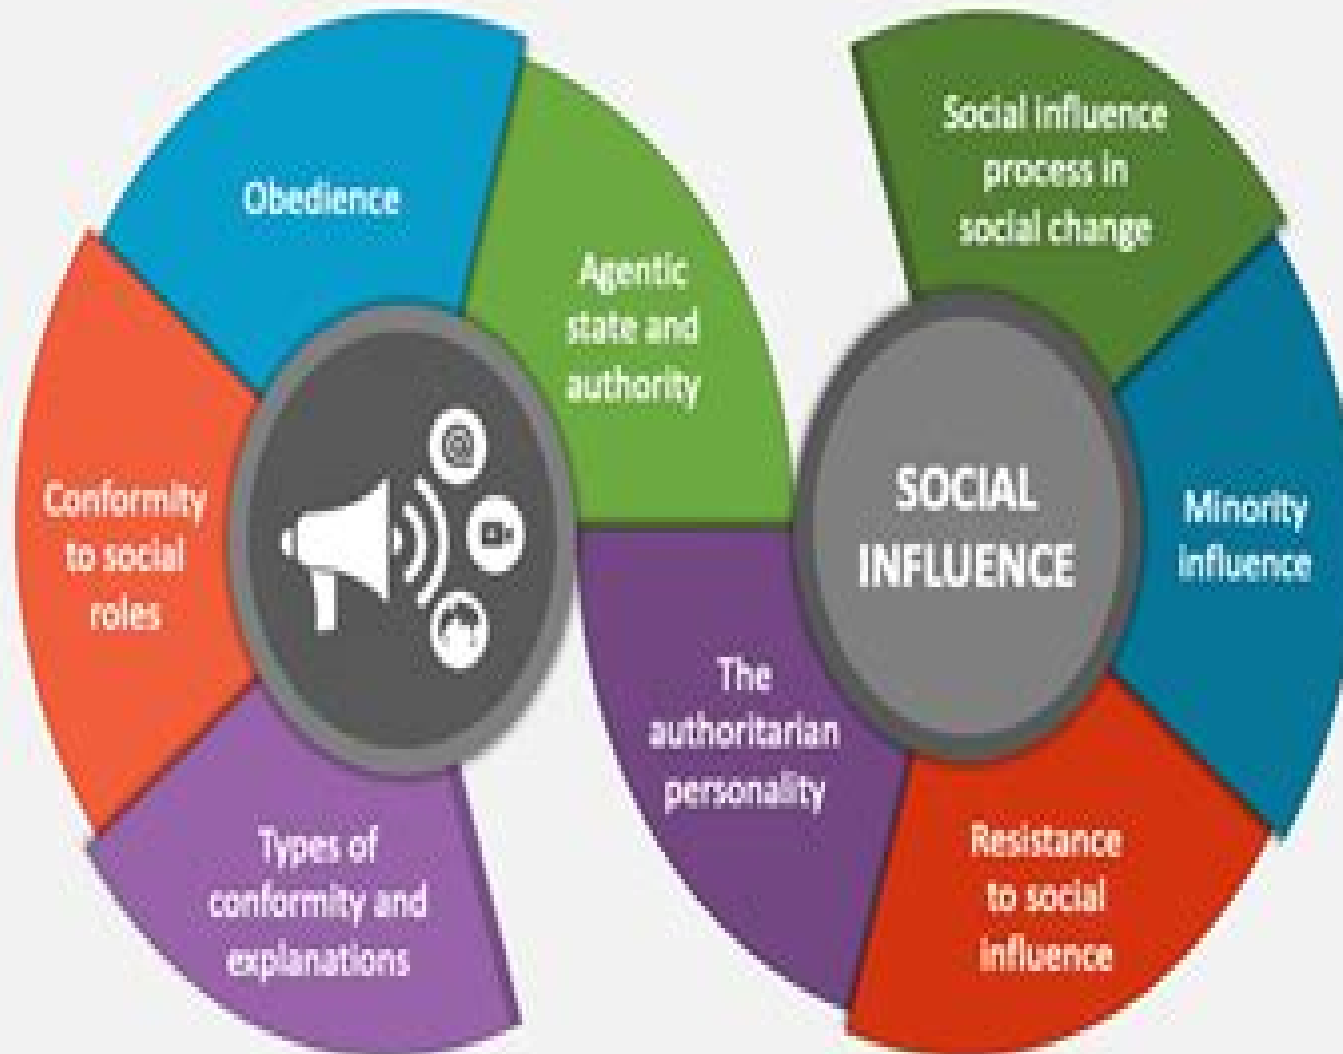 Obedience
Agentic
state and
authority
Conformity
to social
roles
Types of
conformity and
explanations
The
authoritarian
personality
Social influence
process in
social change
SOCIAL
INFLUENCE
Minority
influence
Resistance
to social
influence